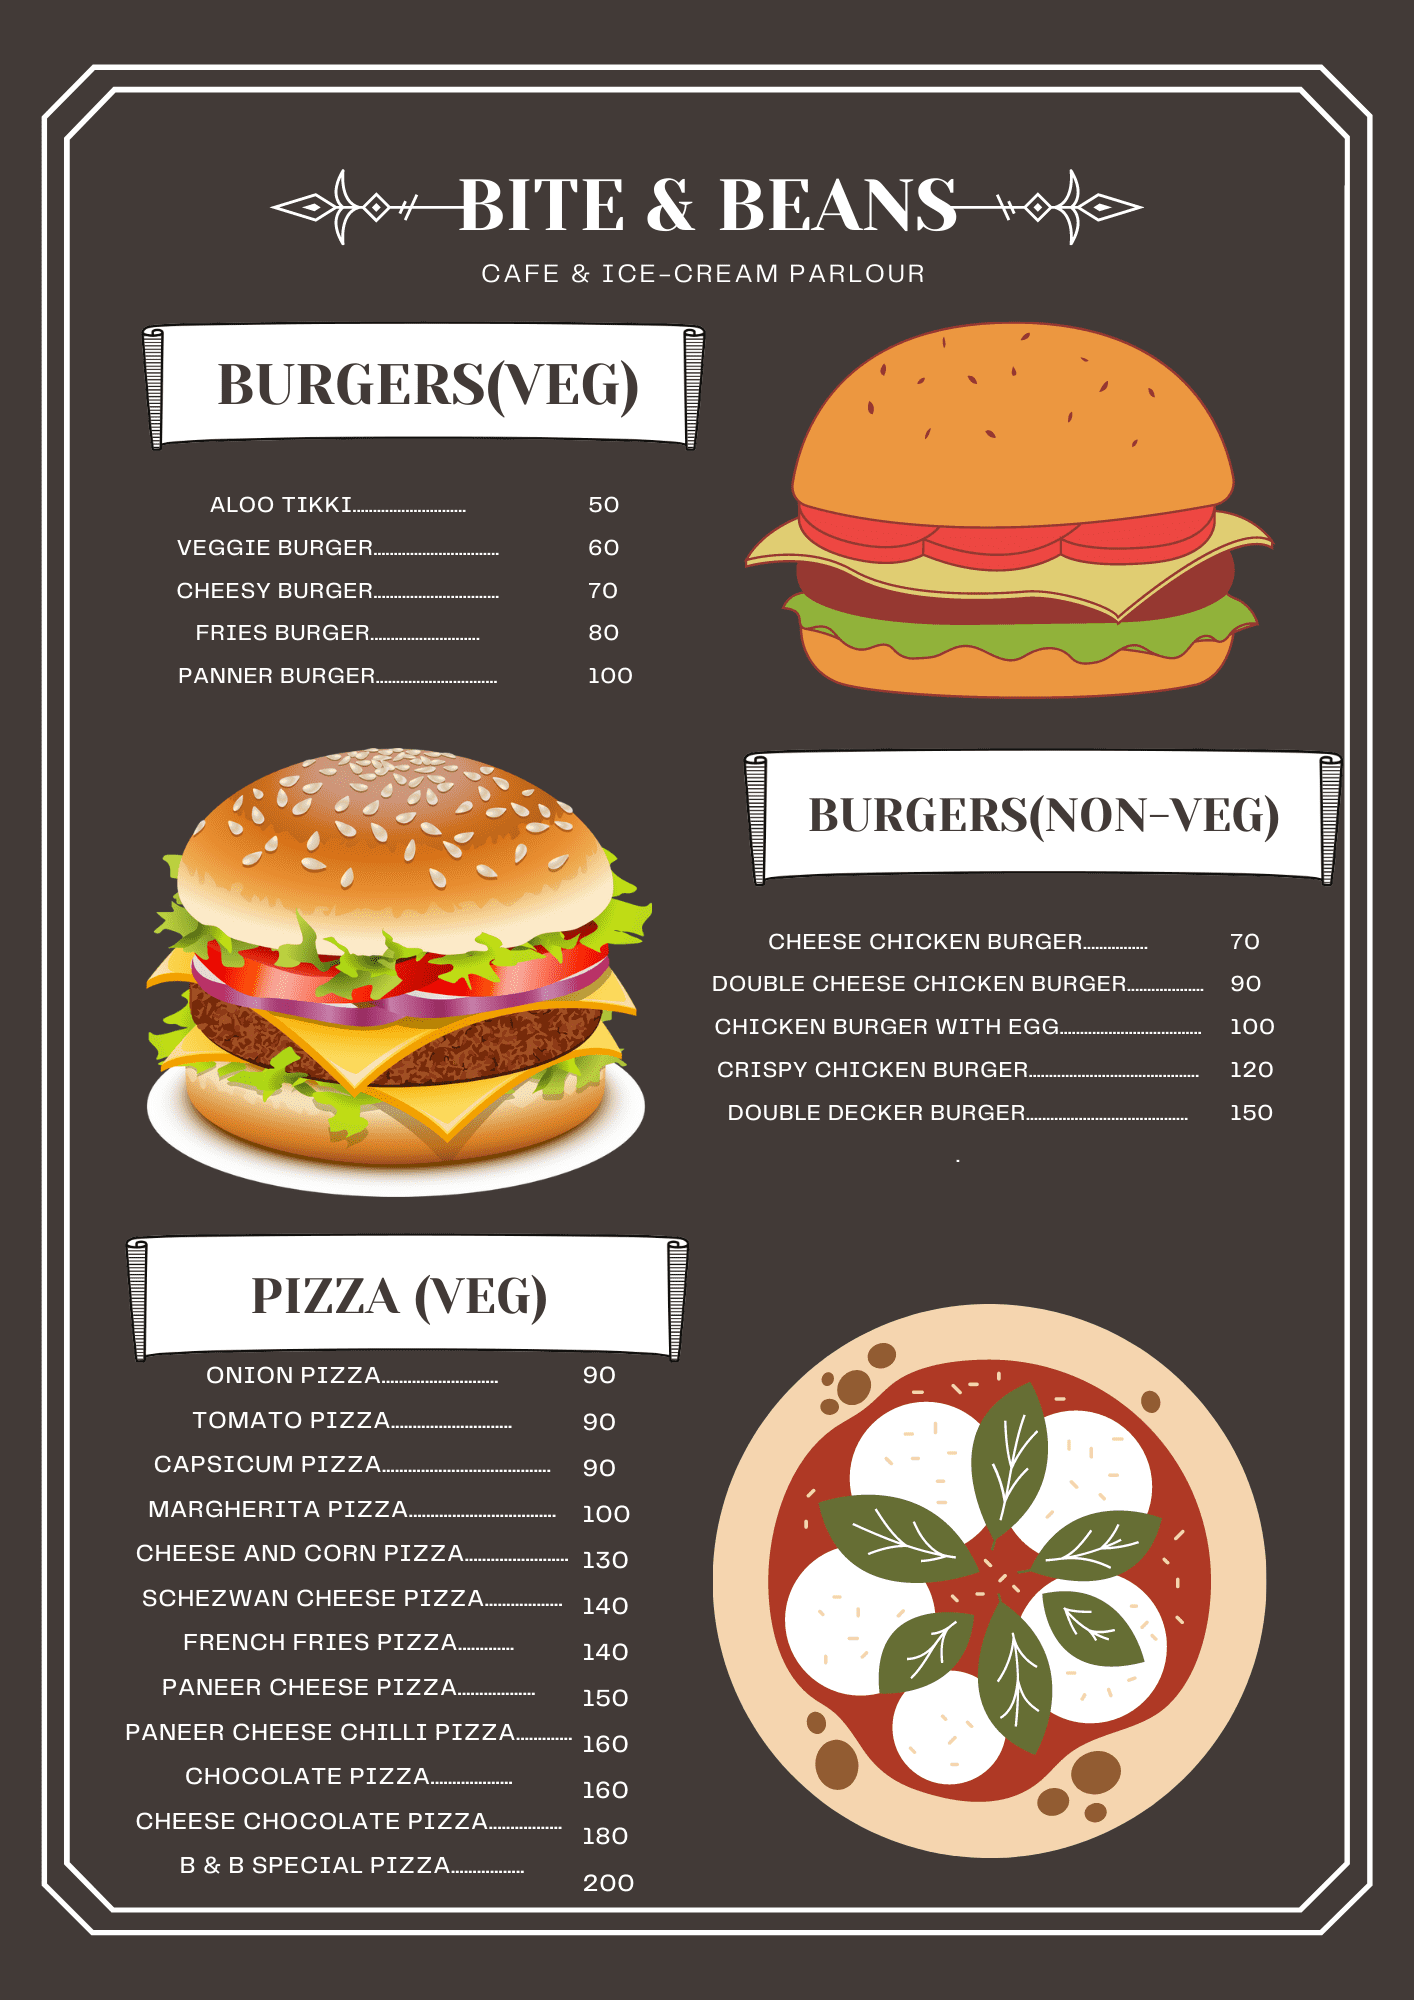 BITE & BEANS
CAFE & ICE-CREAM PARLOUR
BURGERS(VEG)
ALOO TIKKI............................ 50
VEGGIE BURGER............................... 60
CHEESY BURGER............................... 70
FRIES BURGER........................... 80
PANNER BURGER.............................. 100
BURGERS(NON-VEG)
CHEESE CHICKEN BURGER................ 70
DOUBLE CHEESE CHICKEN BURGER................... 90
CHICKEN BURGER WITH EGG................................... 100
CRISPY CHICKEN BURGER.......................................... 120
DOUBLE DECKER BURGER........................................ 150
.
PIZZA (VEG)
ONION PIZZA............................ 90
TOMATO PIZZA............................. 90
CAPSICUM PIZZA......................................... 90
MARGHERITA PIZZA.................................... 100
CHEESE AND CORN PIZZA......................... 130
SCHEZWAN CHEESE PIZZA................... 140
FRENCH FRIES PIZZA.............. 140
PANEER CHEESE PIZZA................... 150
PANEER CHEESE CHILLI PIZZA.............. 160
CHOCOLATE PIZZA.................... 160
CHEESE CHOCOLATE PIZZA.................. 180
B & B SPECIAL PIZZA.................. 200